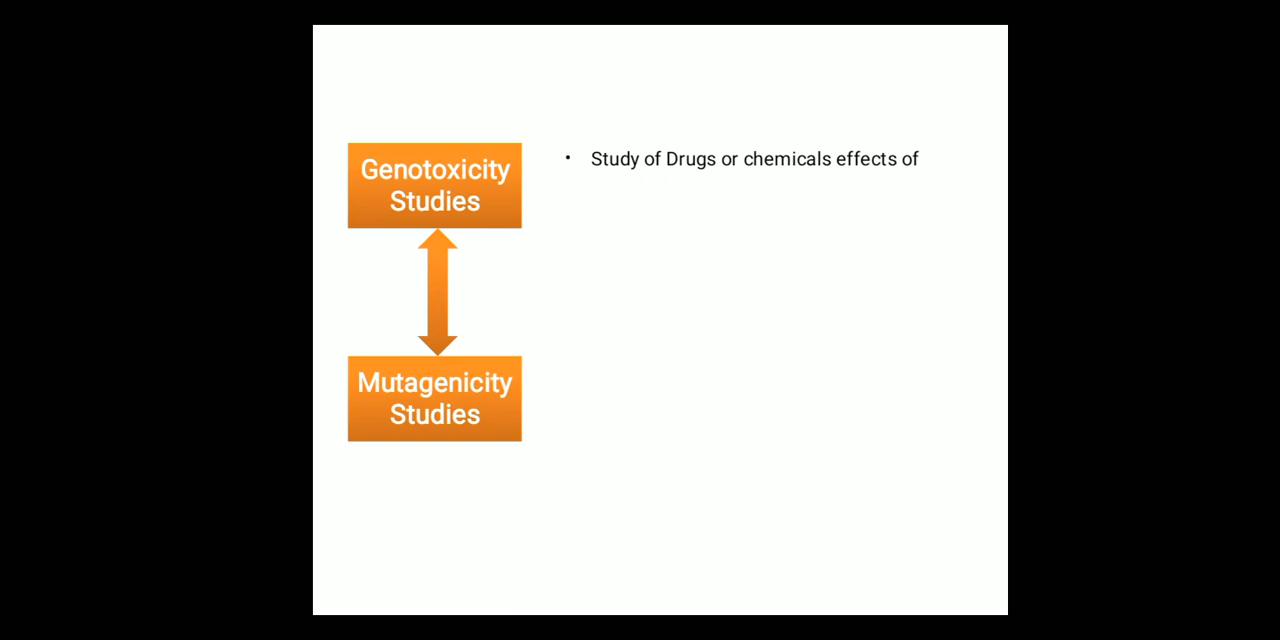 Genotoxicity
Studies
• Study of Drugs or chemicals effects of
Mutagenicity
Studies